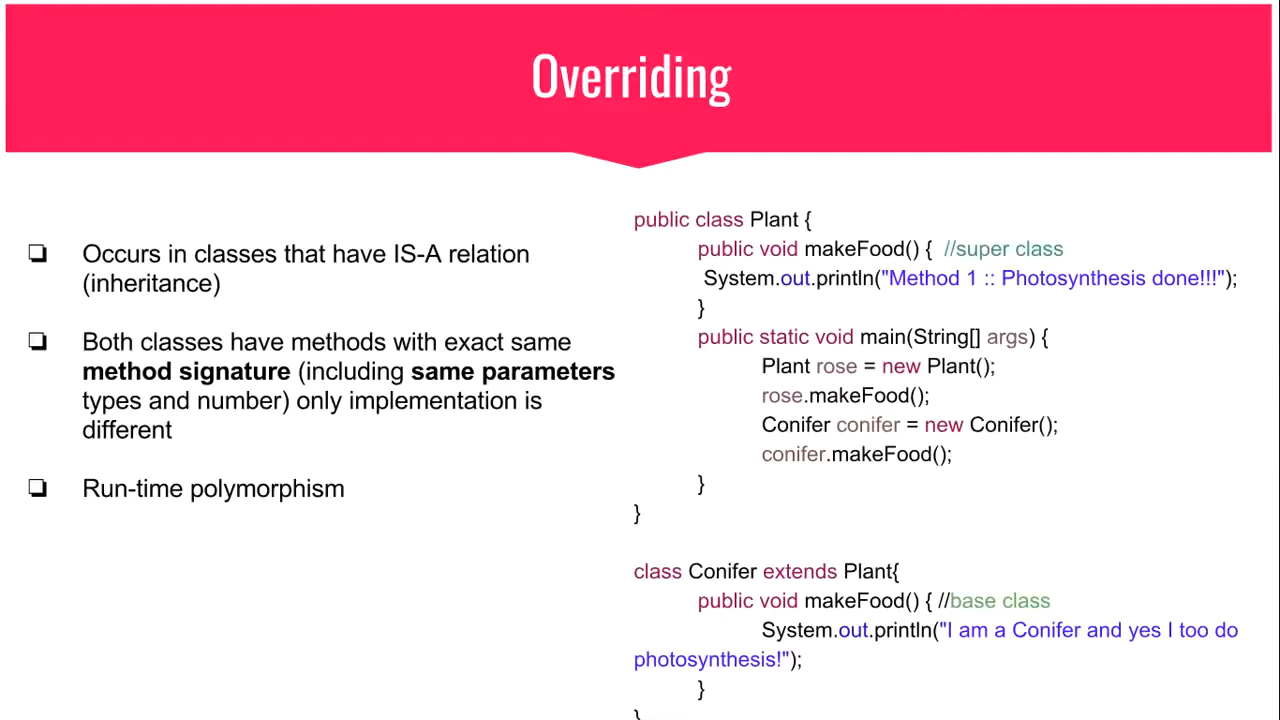 Overriding
❏ Occurs in classes that have IS-A relation
(inheritance)
❏ Both classes have methods with exact same
method signature (including same parameters
types and number) only implementation is
different
❏ Run-time polymorphism
public class Plant {
public void makeFood() { //super class
System.out.println("Method 1 :: Photosynthesis done!!!");
}
public static void main(String[] args) {
Plant rose = new Plant();
rose.makeFood();
Conifer conifer = new Conifer();
conifer.makeFood();
}
}
class Conifer extends Plant{
public void makeFood() { //base class
System.out.println("I am a Conifer and yes I too do
photosynthesis!");
}
}